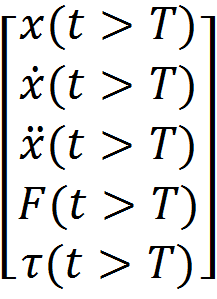 x(t > T)
ẋ(t > T)
ẍ(t > T)
F(t > T)
τ(t > T)